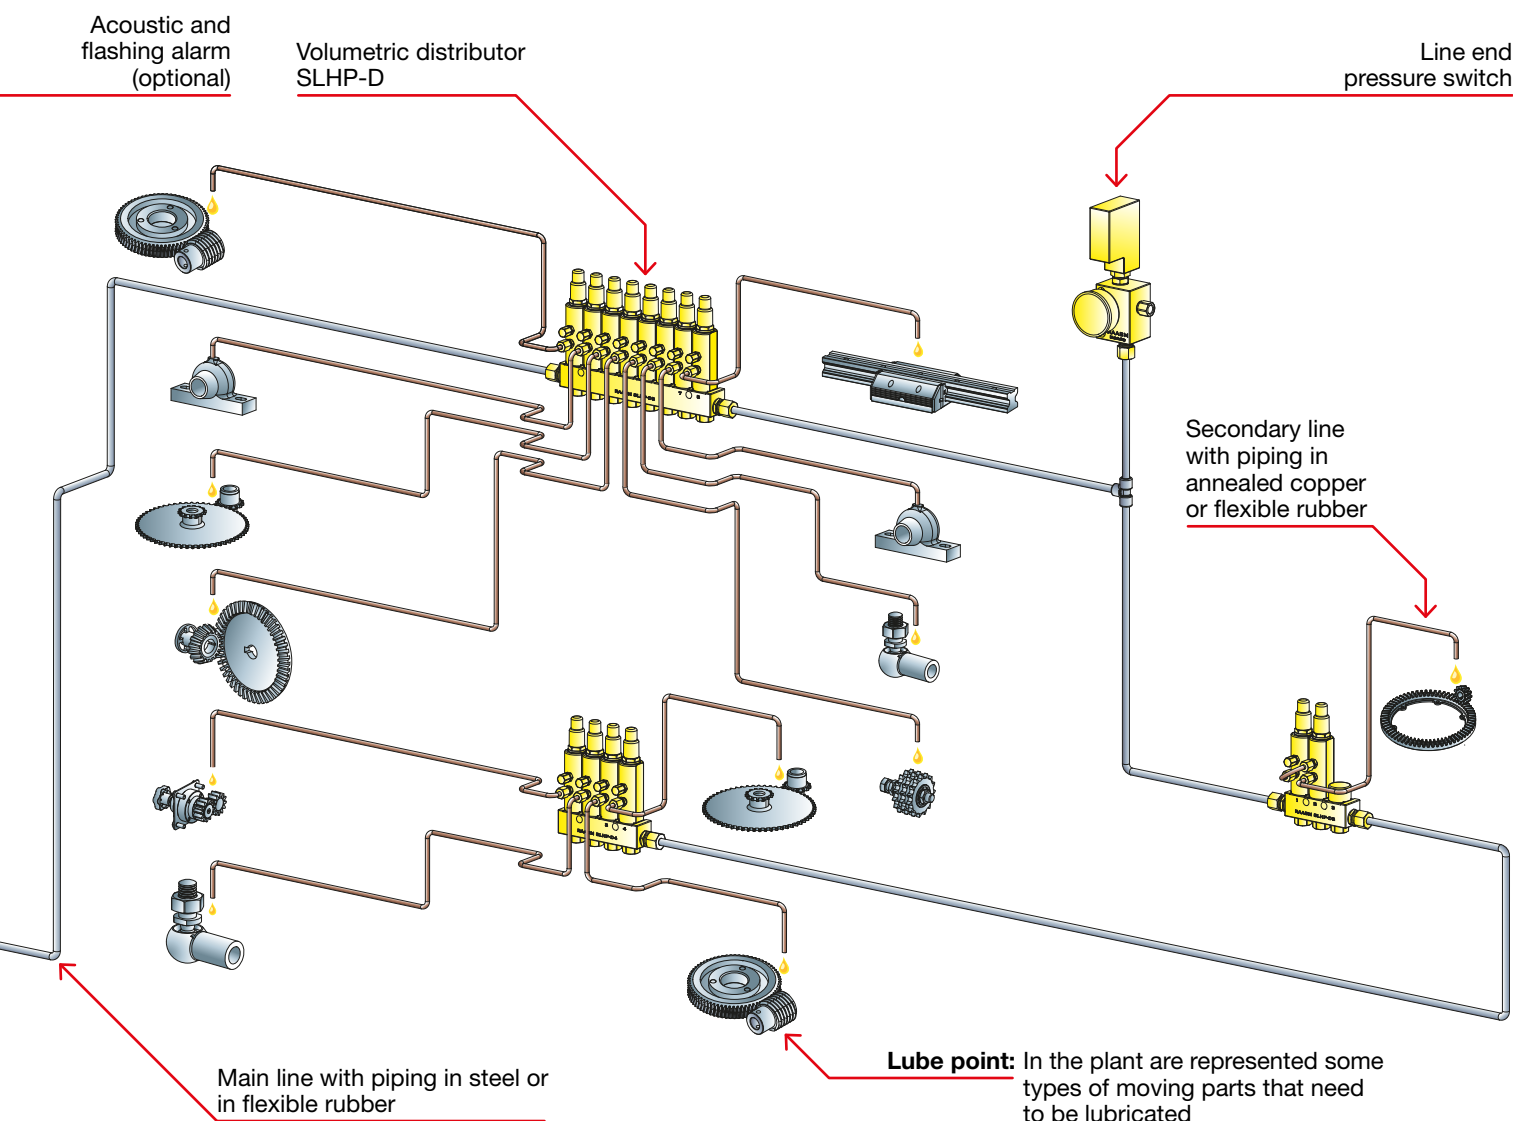 Acoustic and
flashing alarm
(optional)
Volumetric distributor
SLHP-D
Line end
pressure switch
Secondary line
with piping in
annealed copper
or flexible rubber
Main line with piping in steel or
in flexible rubber
Lube point: In the plant are represented some
types of moving parts that need
to be lubricated